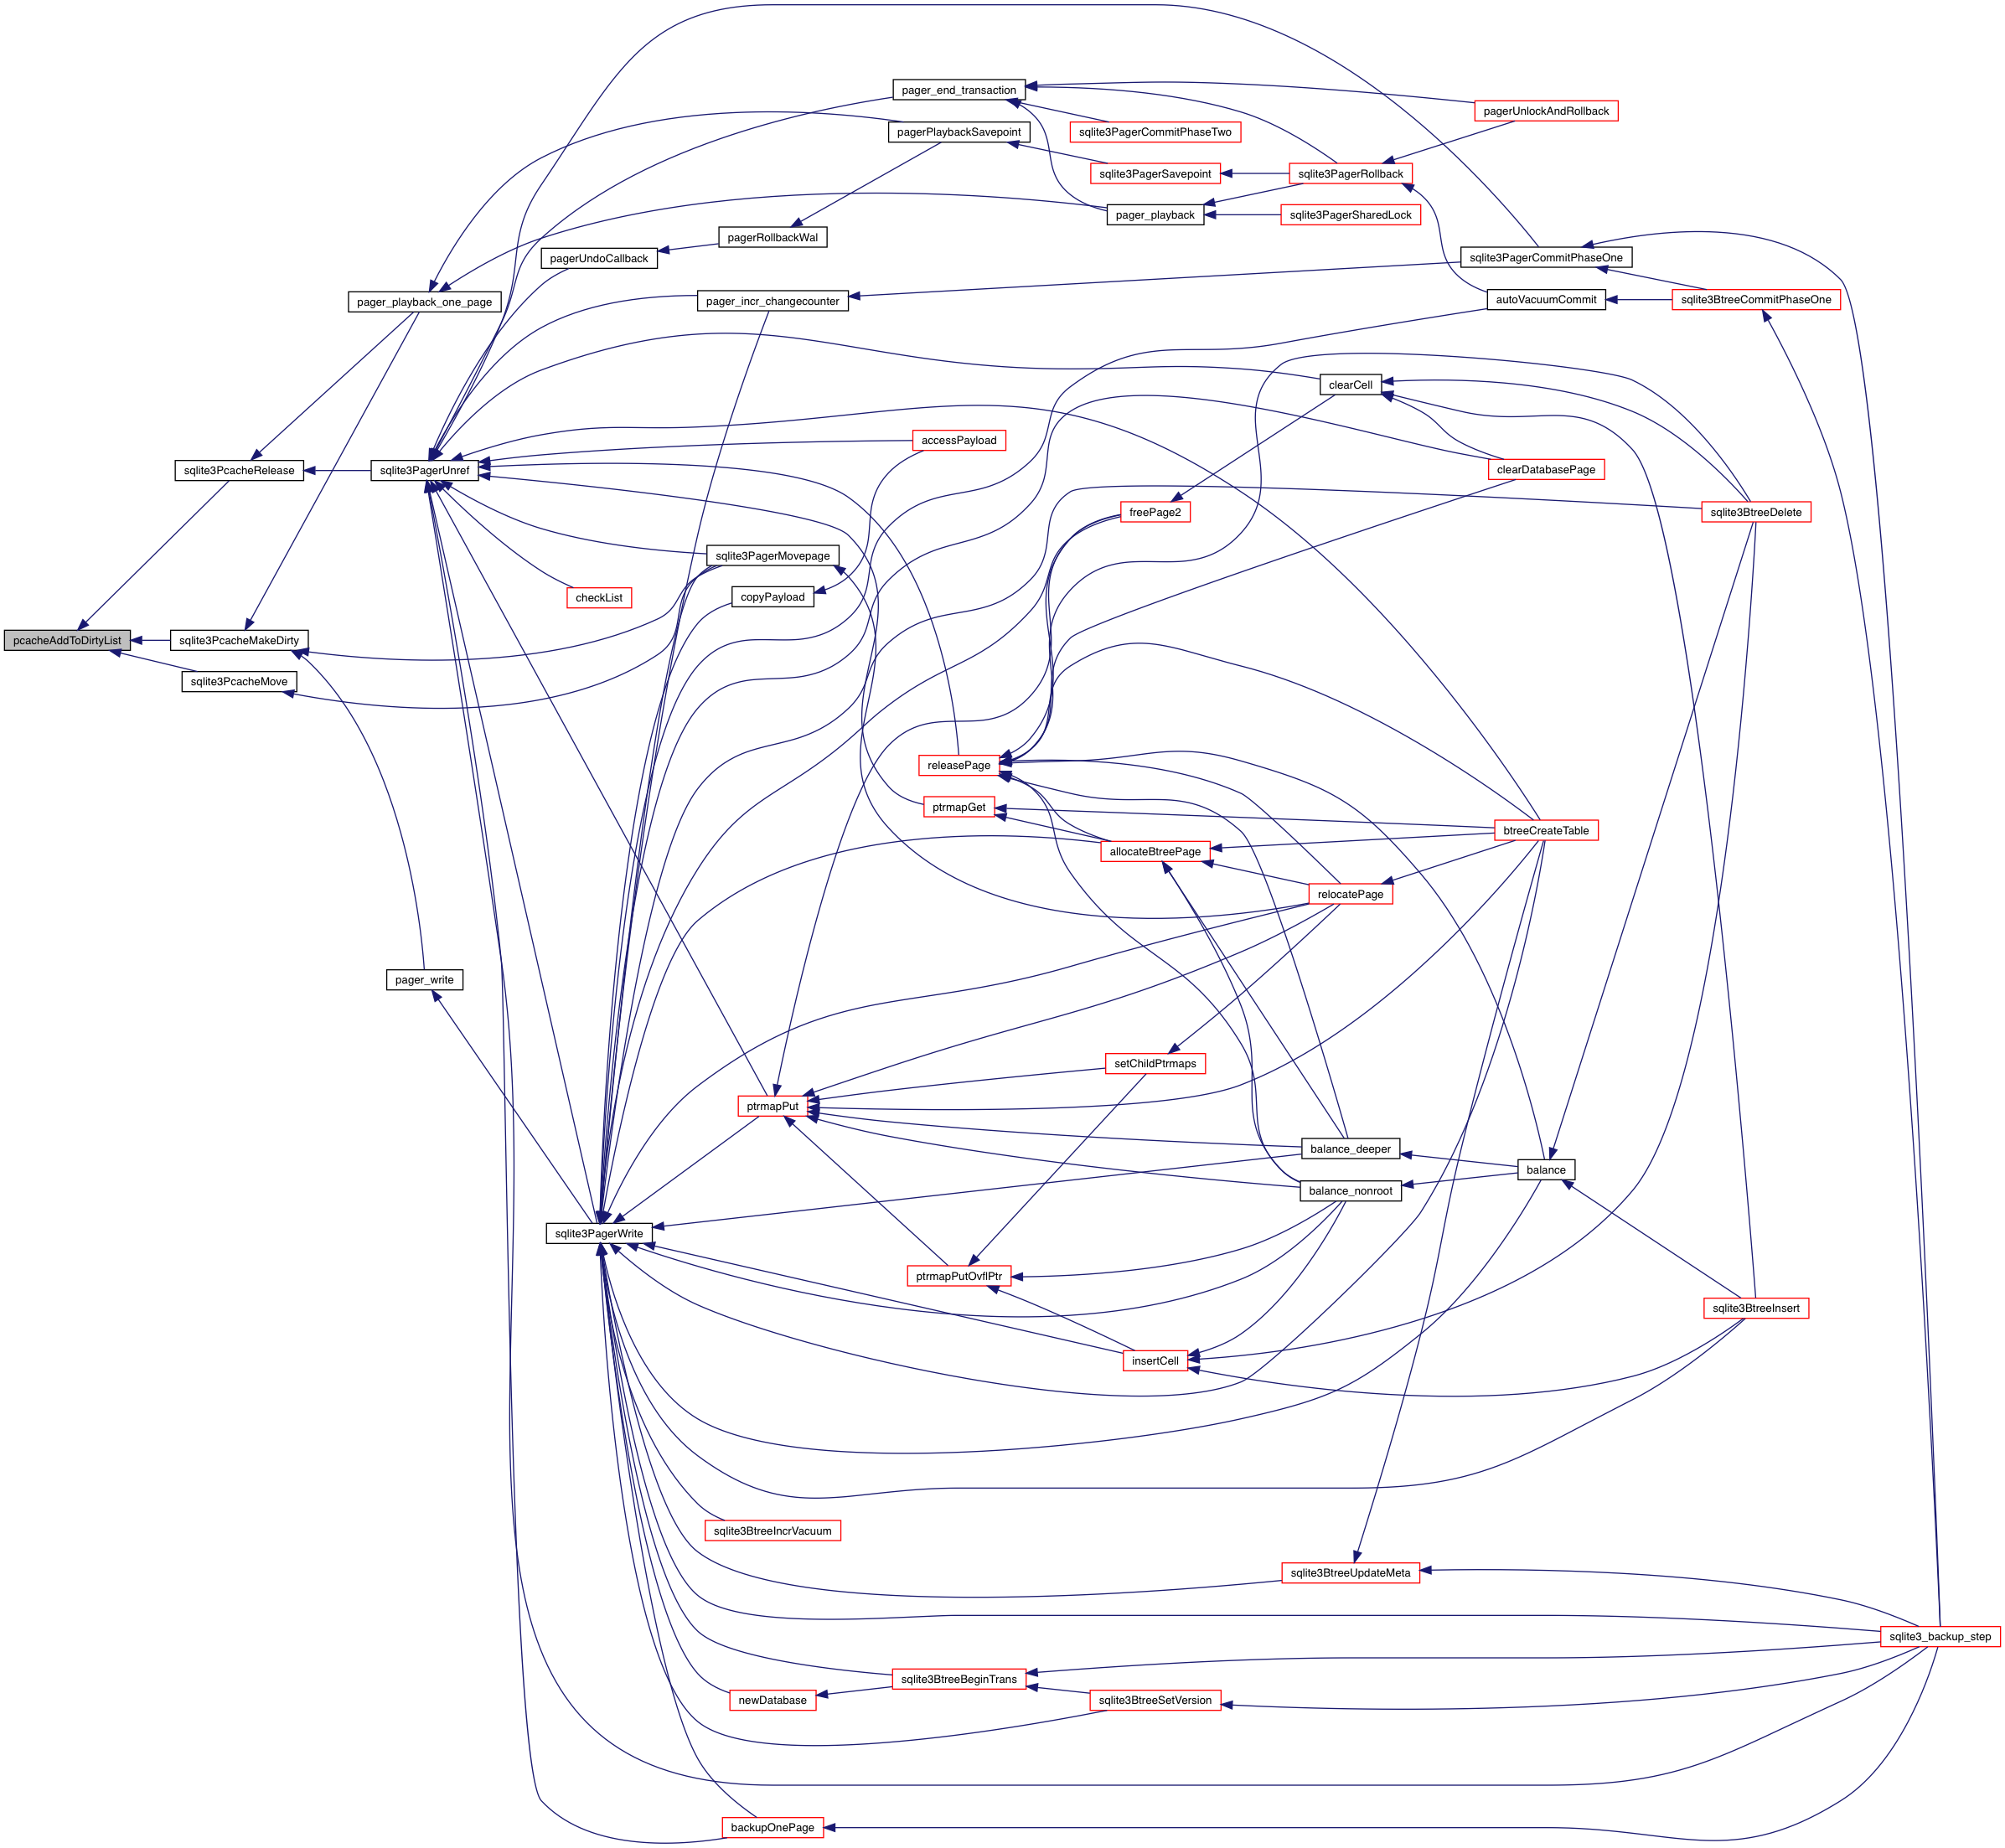 pager_end_transaction
pagerUnlockAndRollback
pagerPlaybackSavepoint
sqlite3PagerCommitPhaseTwo
sqlite3PagerSavepoint
sqlite3PagerRollback
pager_playback
sqlite3PagerSharedLock
pagerRollbackWal
pagerUndoCallback
sqlite3PagerCommitPhaseOne
pager_playback_one_page
pager_incr_changecounter
autoVacuumCommit
sqlite3BtreeCommitPhaseOne
clearCell
accessPayload
sqlite3PcacheRelease
sqlite3PagerUnref
clearDatabasePage
freePage2
sqlite3BtreeDelete
sqlite3PagerMovepage
copyPayload
checkList
pcacheAddToDirtyList
sqlite3PcacheMakeDirty
sqlite3PcacheMove
releasePage
ptrmapGet
btreeCreateTable
allocateBtreePage
relocatePage
pager_write
setChildPtrmaps
ptrmapPut
balance_deeper
balance
balance_nonroot
sqlite3PagerWrite
ptrmapPutOvflPtr
sqlite3BtreeInsert
insertCell
sqlite3BtreeIncrVacuum
sqlite3BtreeUpdateMeta
sqlite3_backup_step
sqlite3BtreeBeginTrans
newDatabase
sqlite3BtreeSetVersion
backupOnePage